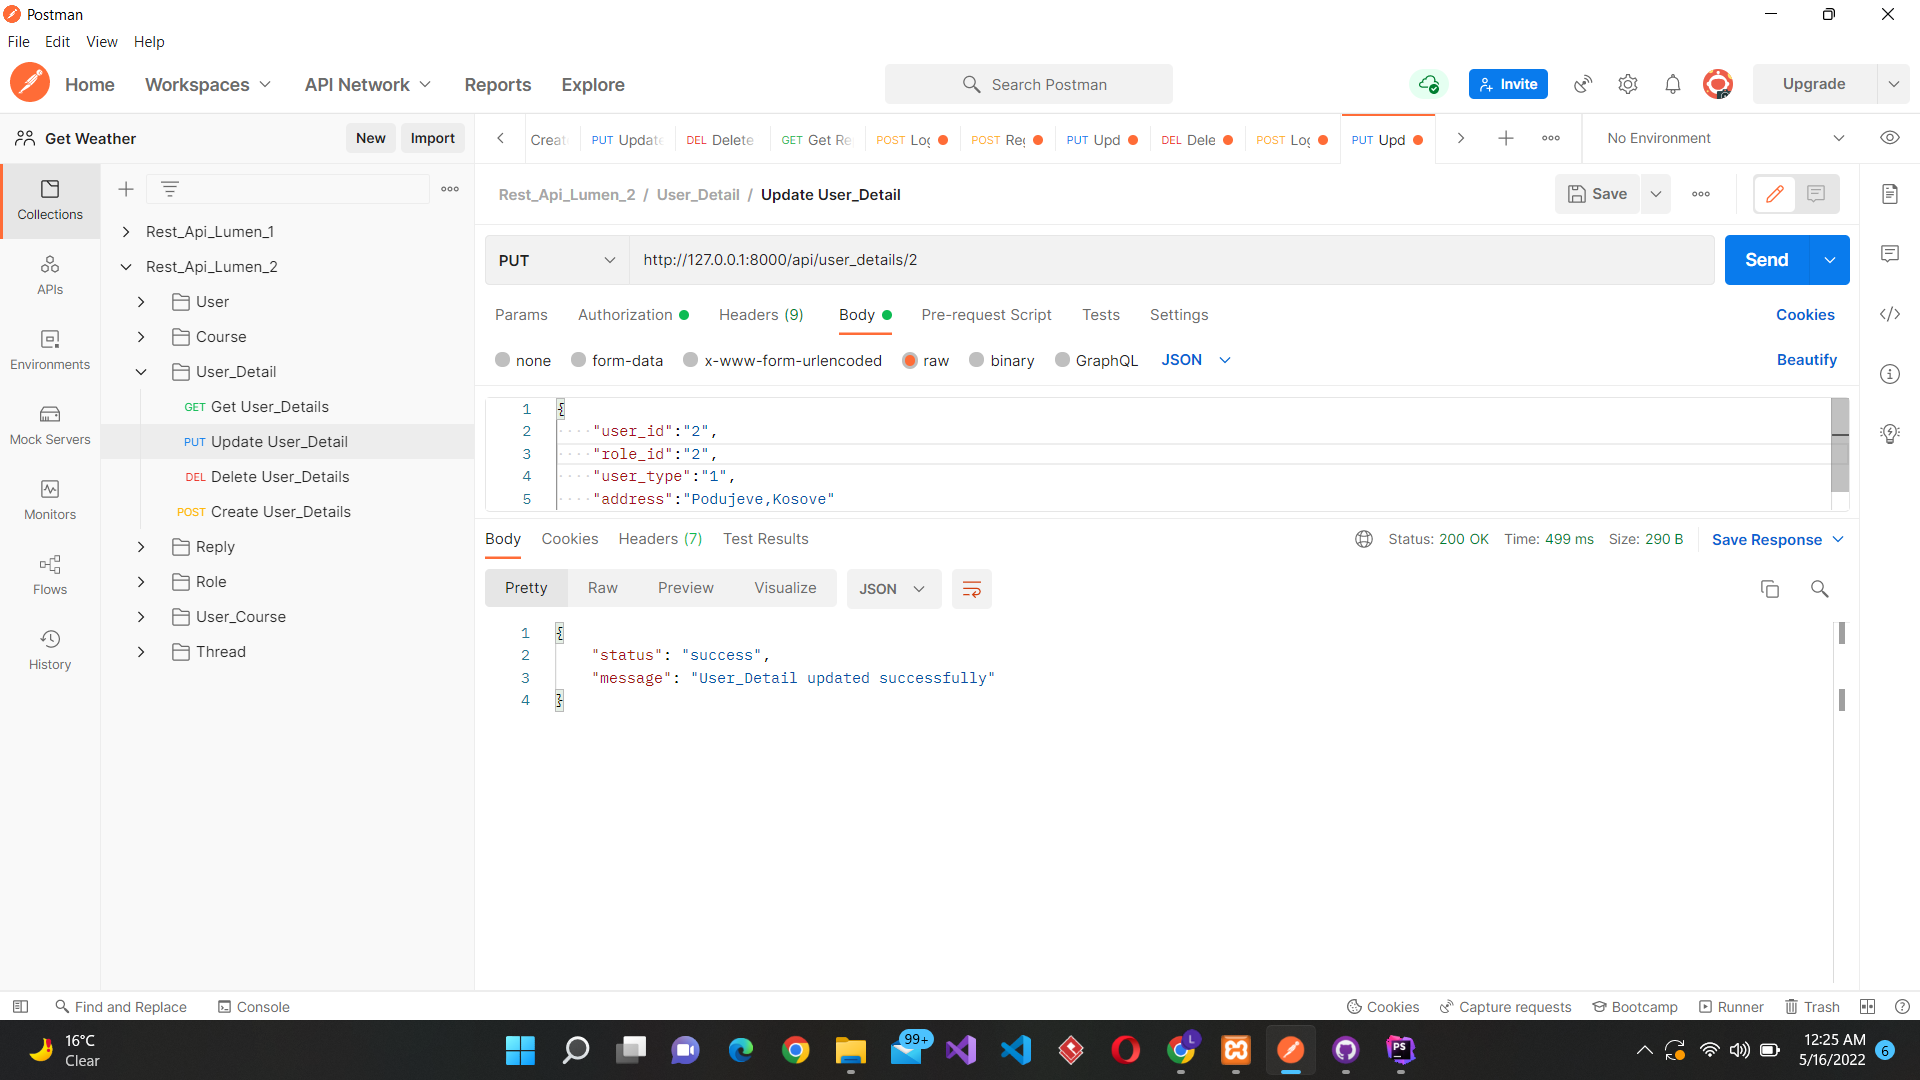 Postman
File Edit View Help
Home Workspaces API Network Reports Explore Search Postman Invite Upgrade
Get Weather New Import PUT Update DEL Delete GET Get Re POST Log POST Reg PUT Upd DEL Dele POST Log PUT Upd No Environment
Collections
APIs
Environments
Mock Servers
Monitors
Flows
History
Rest_Api_Lumen_1
Rest_Api_Lumen_2
User
Course
User_Detail
GET Get User_Details
PUT Update User_Detail
DEL Delete User_Details
POST Create User_Details
Reply
Role
User_Course
Thread
Rest_Api_Lumen_2 / User_Detail / Update User_Detail Save
PUT http://127.0.0.1:8000/api/user_details/2 Send
Params Authorization Headers (9) Body Pre-request Script Tests Settings Cookies
none form-data x-www-form-urlencoded raw binary GraphQL JSON Beautify
1 {
2 "user_id":"2",
3 "role_id":"2",
4 "user_type":"1",
5 "address":"Podujeve,Kosove"
Body Cookies Headers (7) Test Results Status: 200 OK Time: 499 ms Size: 290 B Save Response
Pretty Raw Preview Visualize JSON
1 {
2 "status": "success",
3 "message": "User_Detail updated successfully"
4 }
Find and Replace Console Cookies Capture requests Bootcamp Runner Trash
16°C
Clear
99+
L
PS
12:25 AM
5/16/2022
6